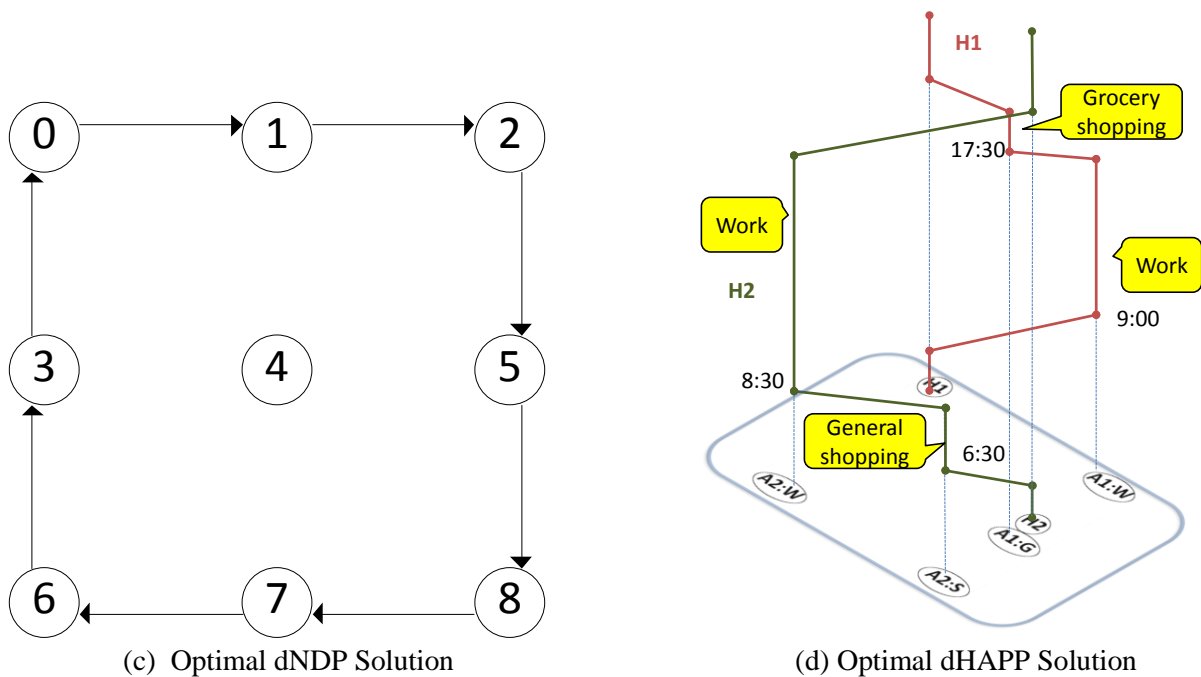 0
1
2
3
4
5
6
7
8
(c) Optimal dNDP Solution
H1
Grocery
shopping
17:30
Work
Work
H2
9:00
8:30
H1
General
shopping
6:30
A2:W
A1:W
H2
A1:G
A2:S
(d) Optimal dHAPP Solution